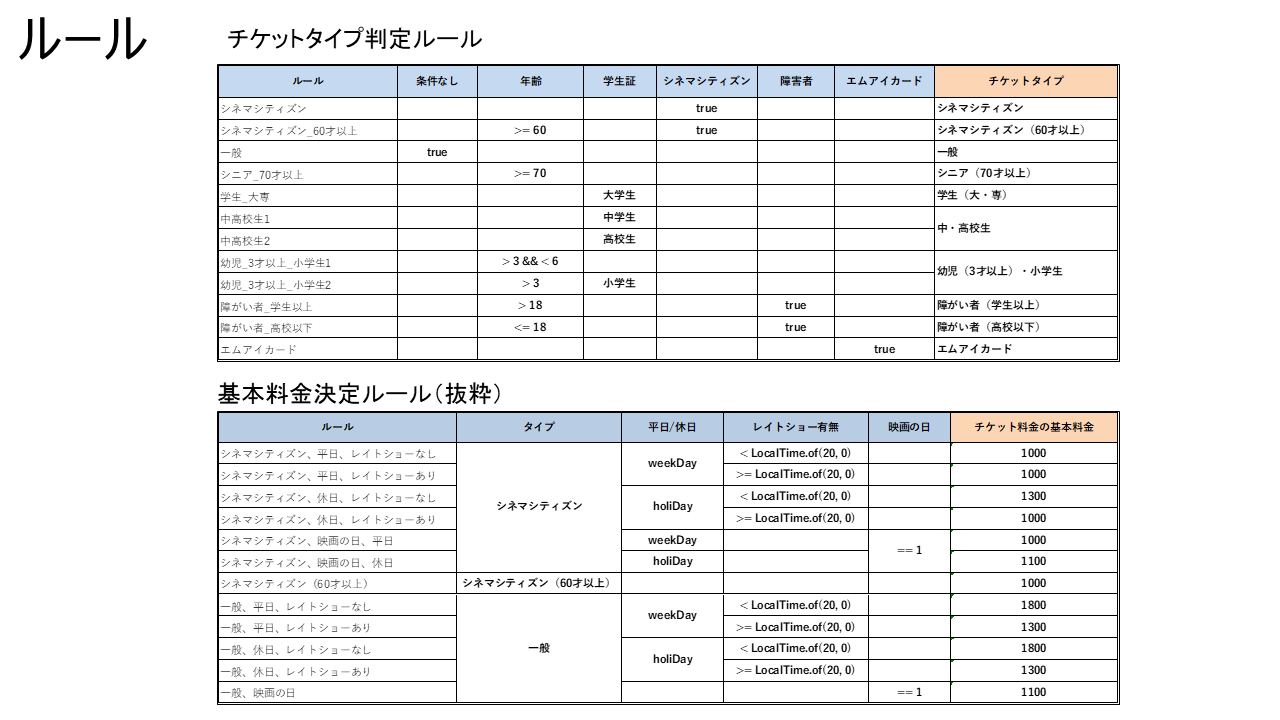 ルール
チケットタイプ判定ルール
ルール 条件なし 年齢 学生証 シネマシティズン 障害者 エムアイカード チケットタイプ
シネマシティズン true シネマシティズン
シネマシティズン_60才以上 >= 60 true シネマシティズン（60才以上）
一般 true 一般
シニア_70才以上 >= 70 シニア（70才以上）
学生_大専 大学生 学生（大・専）
中高校生1 中学生 中・高校生
中高校生2 高校生
幼児_3才以上_小学生1 > 3 && < 6 幼児（3才以上）・小学生
幼児_3才以上_小学生2 > 3 小学生
障がい者_学生以上 > 18 true 障がい者（学生以上）
障がい者_高校以下 <= 18 true 障がい者（高校以下）
エムアイカード true エムアイカード
基本料金決定ルール（抜粋）
ルール タイプ 平日/休日 レイトショー有無 映画の日 チケット料金の基本料金
シネマシティズン、平日、レイトショーなし シネマシティズン weekDay < LocalTime.of(20, 0) 1000
シネマシティズン、平日、レイトショーあり >= LocalTime.of(20, 0) 1000
シネマシティズン、休日、レイトショーなし holiDay < LocalTime.of(20, 0) 1300
シネマシティズン、休日、レイトショーあり >= LocalTime.of(20, 0) 1000
シネマシティズン、映画の日、平日 weekDay == 1 1000
シネマシティズン、映画の日、休日 holiDay 1100
シネマシティズン（60才以上） シネマシティズン（60才以上） 1000
一般、平日、レイトショーなし 一般 weekDay < LocalTime.of(20, 0) 1800
一般、平日、レイトショーあり >= LocalTime.of(20, 0) 1300
一般、休日、レイトショーなし holiDay < LocalTime.of(20, 0) 1800
一般、休日、レイトショーあり >= LocalTime.of(20, 0) 1300
一般、映画の日 == 1 1100